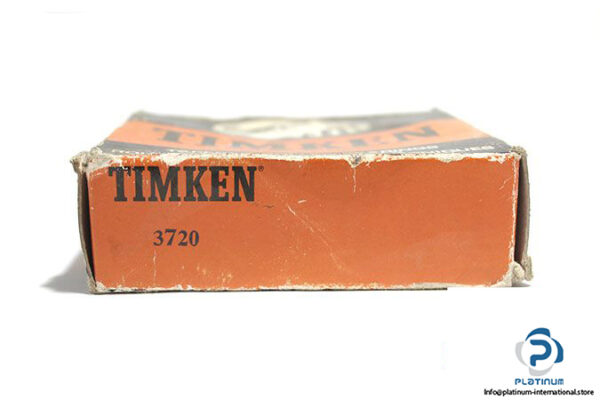 TIMKEN
TIMKEN®
3720
PLATINUM
Info@platinum-international.store